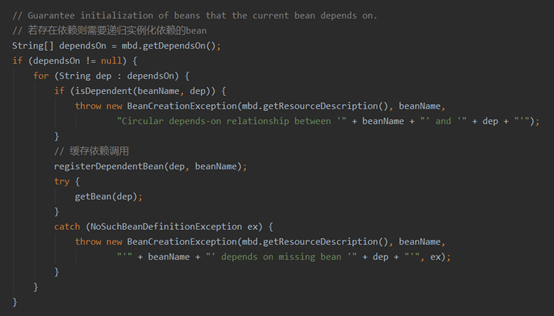 // Guarantee initialization of beans that the current bean depends on.
// 若存在依赖则需要递归实例化依赖的bean
String[] dependsOn = mbd.getDependsOn();
if (dependsOn != null) {
for (String dep : dependsOn) {
if (isDependent(beanName, dep)) {
throw new BeanCreationException(mbd.getResourceDescription(), beanName,
"Circular depends-on relationship between '" + beanName + "' and '" + dep + "'");
}
// 缓存依赖调用
registerDependentBean(dep, beanName);
try {
getBean(dep);
}
catch (NoSuchBeanDefinitionException ex) {
throw new BeanCreationException(mbd.getResourceDescription(), beanName,
"'" + beanName + "' depends on missing bean '" + dep + "'", ex);
}
}
}